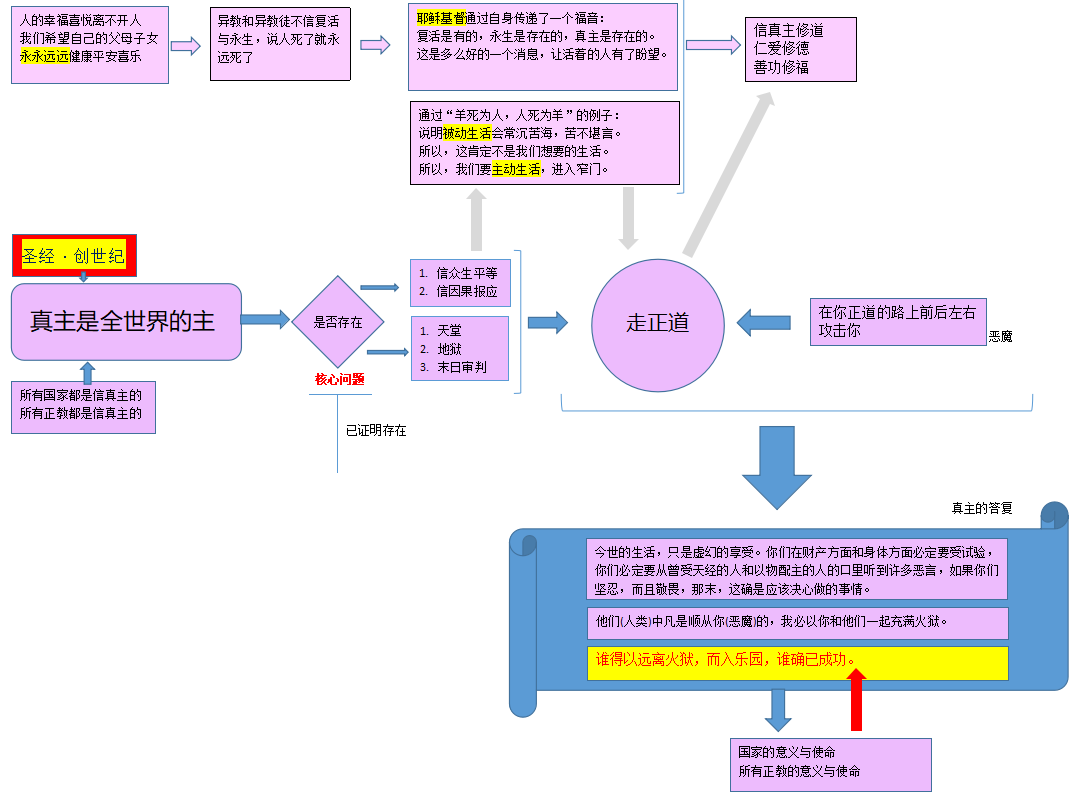 人的幸福喜悦离不开人
我们希望自己的父母子女
永永远远健康平安喜乐
异教和异教徒不信复活
与永生，说人死了就永
远死了
耶稣基督通过自身传递了一个福音：
复活是有的，永生是存在的，真主是存在的。
这是多么好的一个消息，让活着的人有了盼望。
信真主修道
仁爱修德
善功修福
通过“羊死为人，人死为羊”的例子：
说明被动生活会常沉苦海，苦不堪言。
所以，这肯定不是我们想要的生活。
所以，我们要主动生活，进入窄门。
圣经·创世纪
真主是全世界的主
所有国家都是信真主的
所有正教都是信真主的
是否存在
核心问题
已证明存在
1. 信众生平等
2. 信因果报应
1. 天堂
2. 地狱
3. 末日审判
走正道
在你正道的路上前后左右
攻击你
恶魔
真主的答复
今世的生活，只是虚幻的享受。你们在财产方面和身体方面必定要受试验，
你们必定要从曾受天经的人和以物配主的人的口里听到许多恶言，如果你们
坚忍，而且敬畏，那末，这确是应该决心做的事情。
他们(人类)中凡是顺从你(恶魔)的，我必以你和他们一起充满火狱。
谁得以远离火狱，而入乐园，谁确已成功。
国家的意义与使命
所有正教的意义与使命